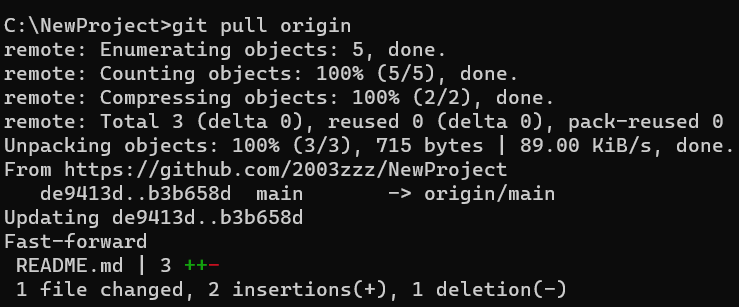 C:\NewProject>git pull origin
remote: Enumerating objects: 5, done.
remote: Counting objects: 100% (5/5), done.
remote: Compressing objects: 100% (2/2), done.
remote: Total 3 (delta 0), reused 0 (delta 0), pack-reused 0
Unpacking objects: 100% (3/3), 715 bytes | 89.00 KiB/s, done.
From https://github.com/2003zzz/NewProject
   de9413d..b3b658d  main       -> origin/main
Updating de9413d..b3b658d
Fast-forward
 README.md | 3 ++-
 1 file changed, 2 insertions(+), 1 deletion(-)